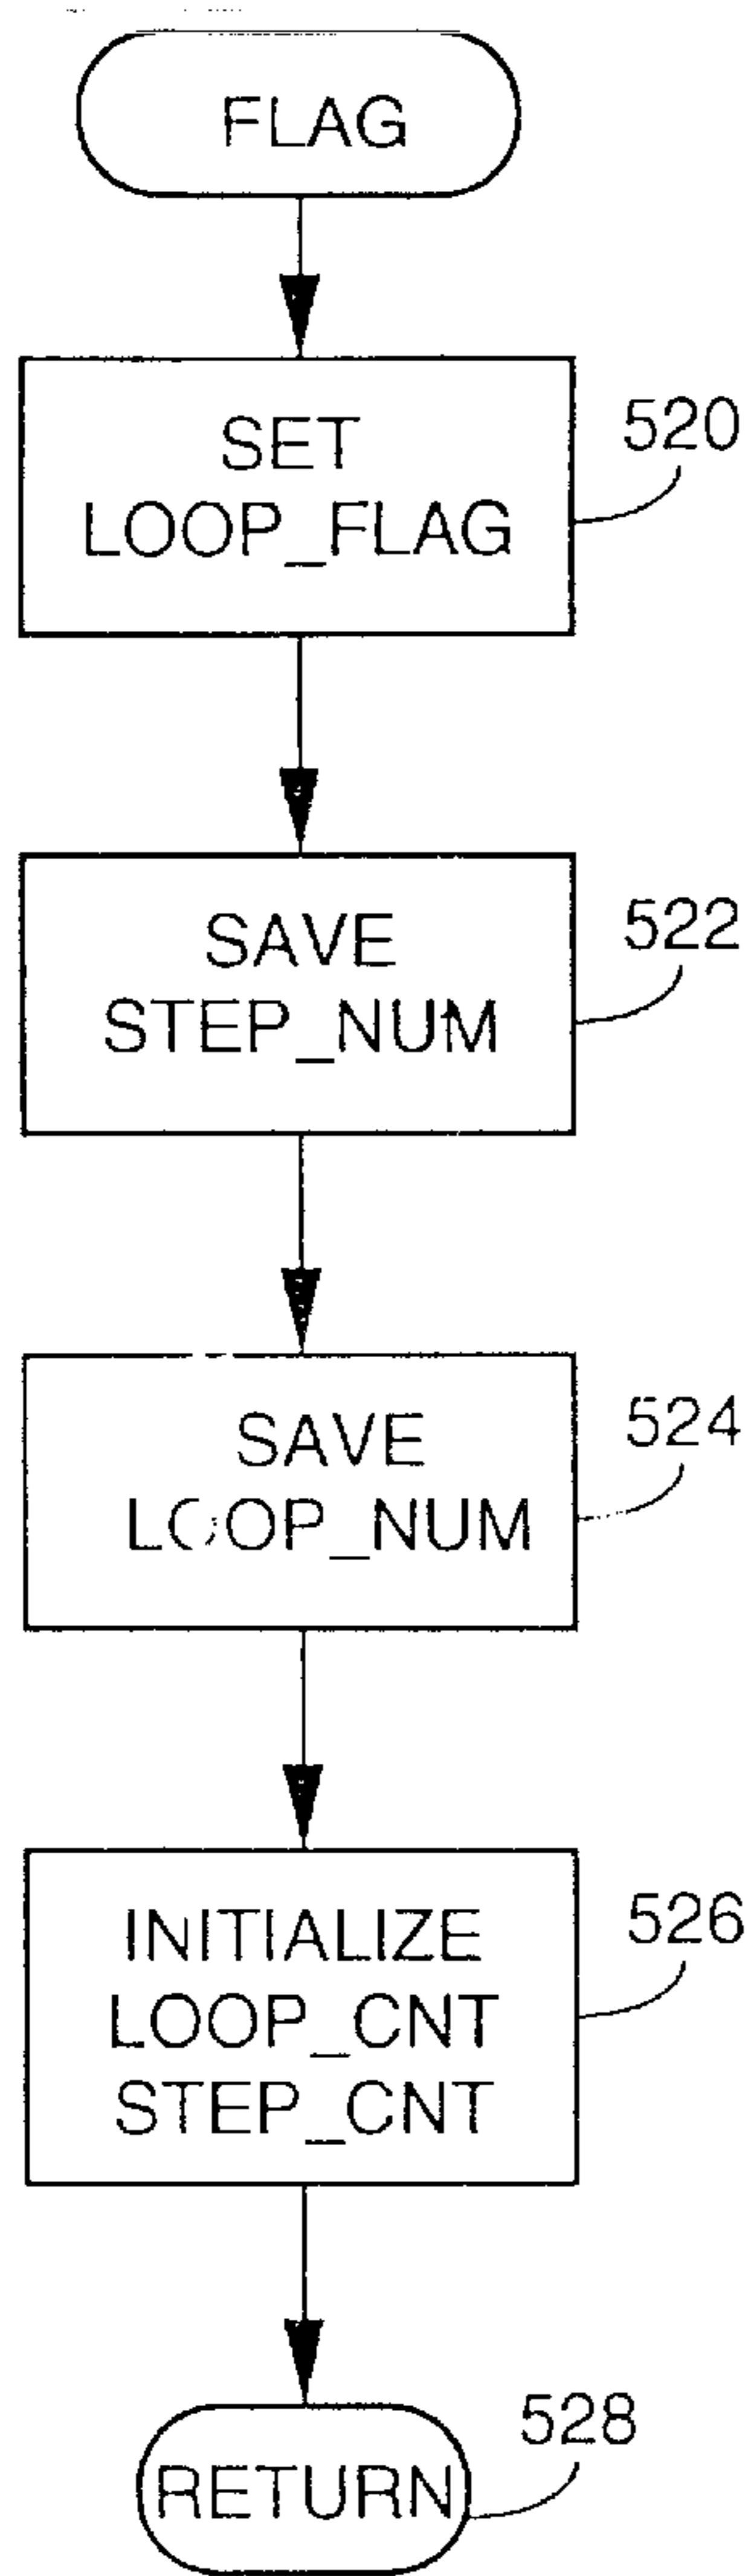 FLAG
SET
LOOP_FLAG
520
SAVE
STEP_NUM
522
SAVE
LOOP_NUM
524
INITIALIZE
LOOP_CNT
STEP_CNT
526
RETURN
528